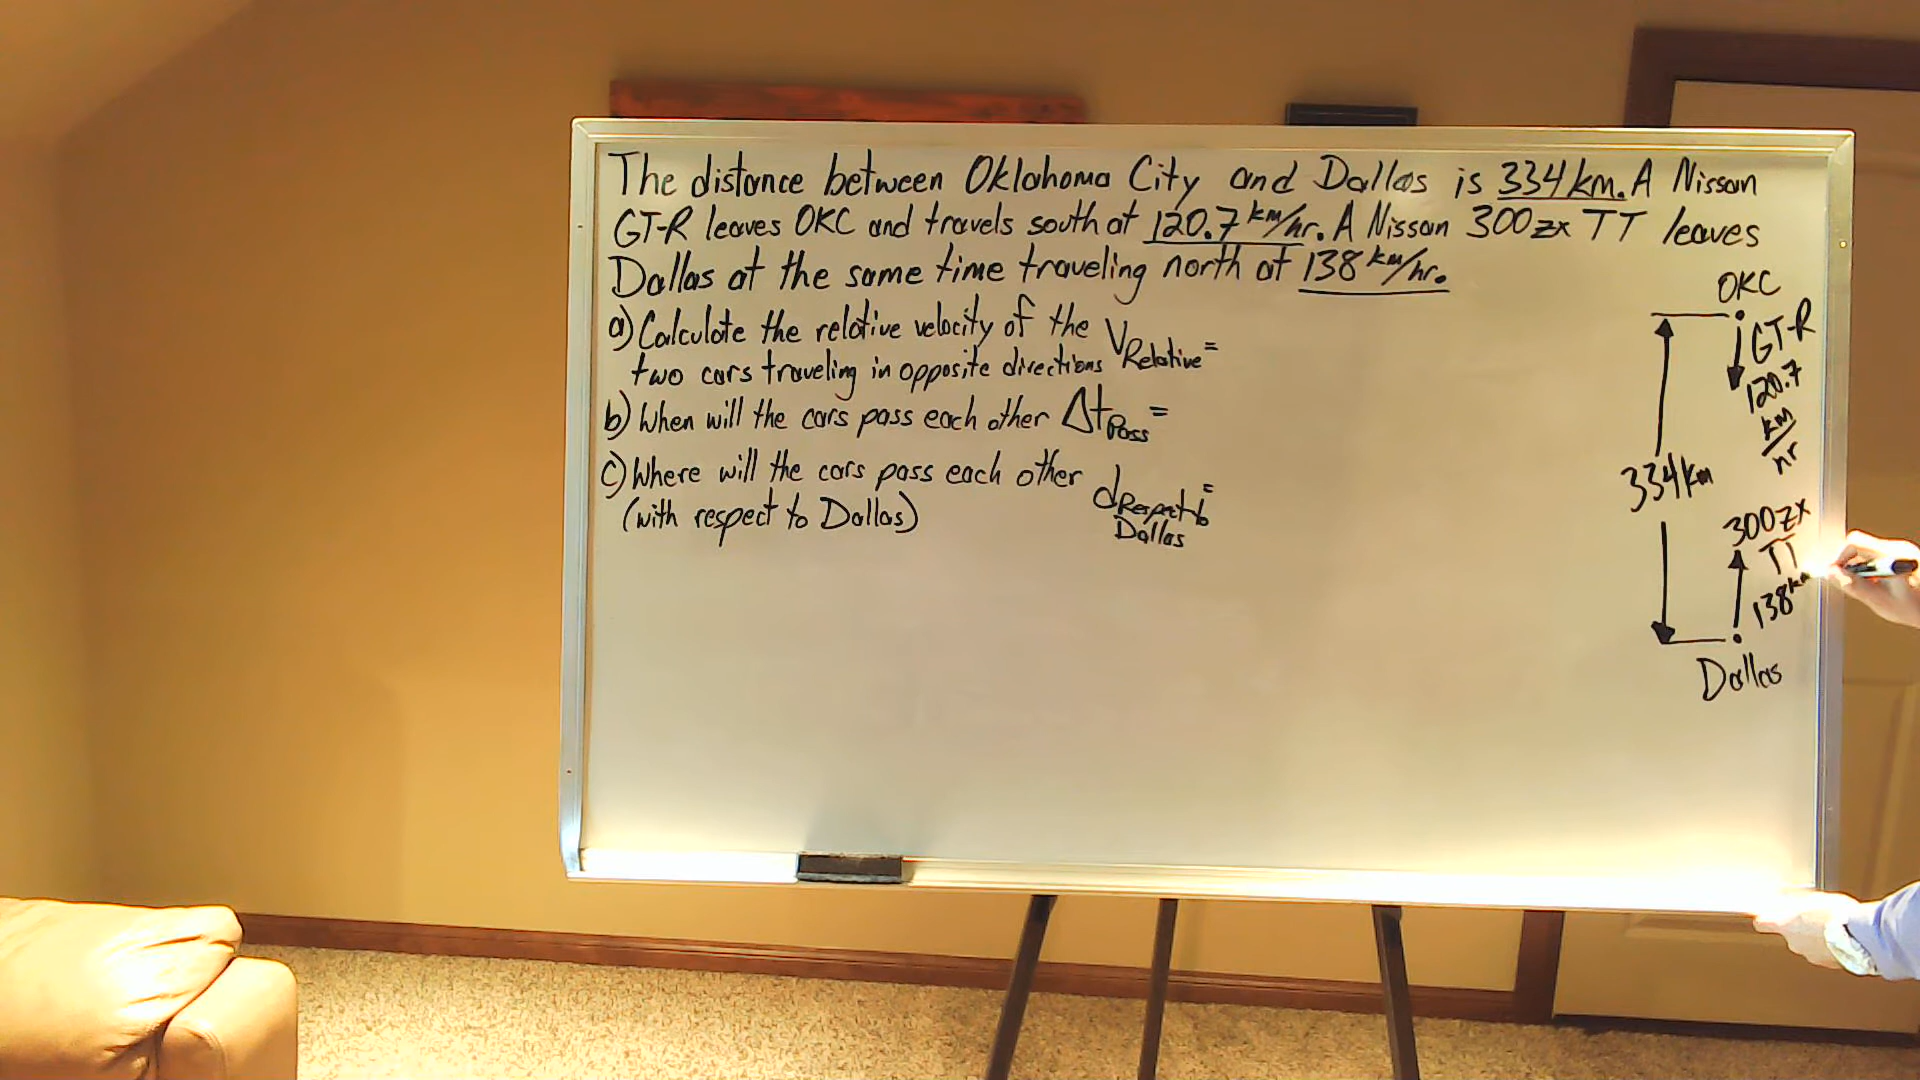 The distance between Oklahoma City and Dallas is 334 km. A Nissan
GT-R leaves OKC and travels south at 120.7 km/hr. A Nissan 300zx TT leaves
Dallas at the same time traveling north at 138 km/hr.
a) Calculate the relative velocity of the
two cars traveling in opposite directions
V Relative =
b) When will the cars pass each other Δt Pass =
c) Where will the cars pass each other
(with respect to Dallas)
d Respect to
Dallas =
OKC
GT-R
120.7
km/hr
334 km
300zx
TT
138 km
Dallas